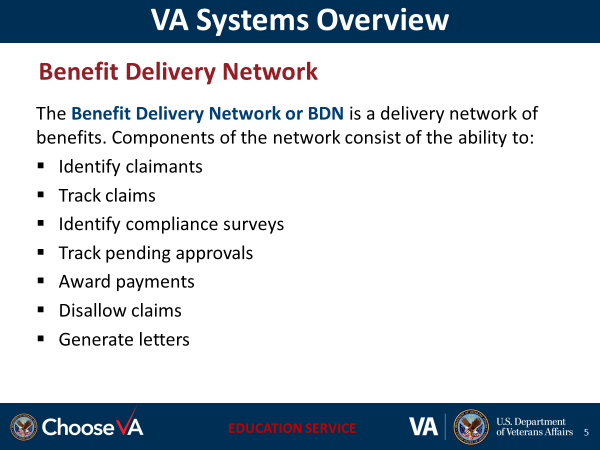 VA Systems Overview
Benefit Delivery Network
The Benefit Delivery Network or BDN is a delivery network of
benefits. Components of the network consist of the ability to:
▪ Identify claimants
▪ Track claims
▪ Identify compliance surveys
▪ Track pending approvals
▪ Award payments
▪ Disallow claims
▪ Generate letters
Choose VA
EDUCATION SERVICE
VA
U.S. Department
of Veterans Affairs
5